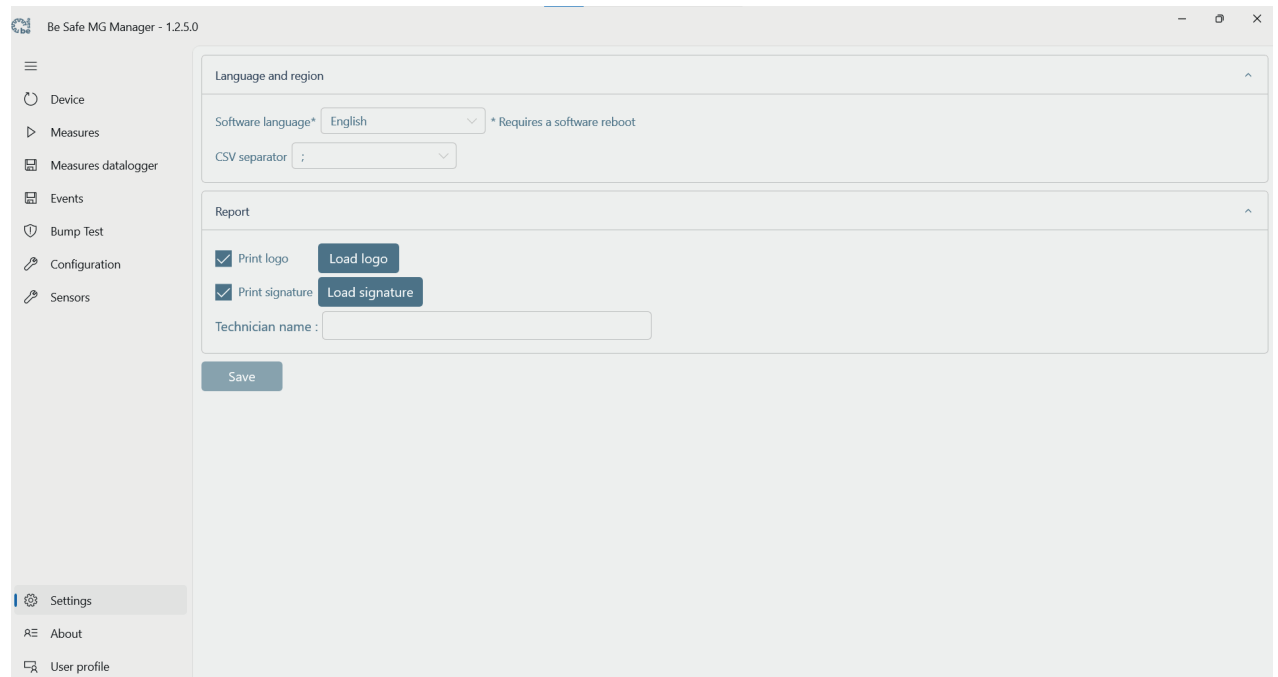 be
Be Safe MG Manager - 1.2.5.0
Device
Measures
Measures datalogger
Events
Bump Test
Configuration
Sensors
Settings
About
User profile
Language and region
Software language* English * Requires a software reboot
CSV separator ;
Report
Print logo Load logo
Print signature Load signature
Technician name :
Save